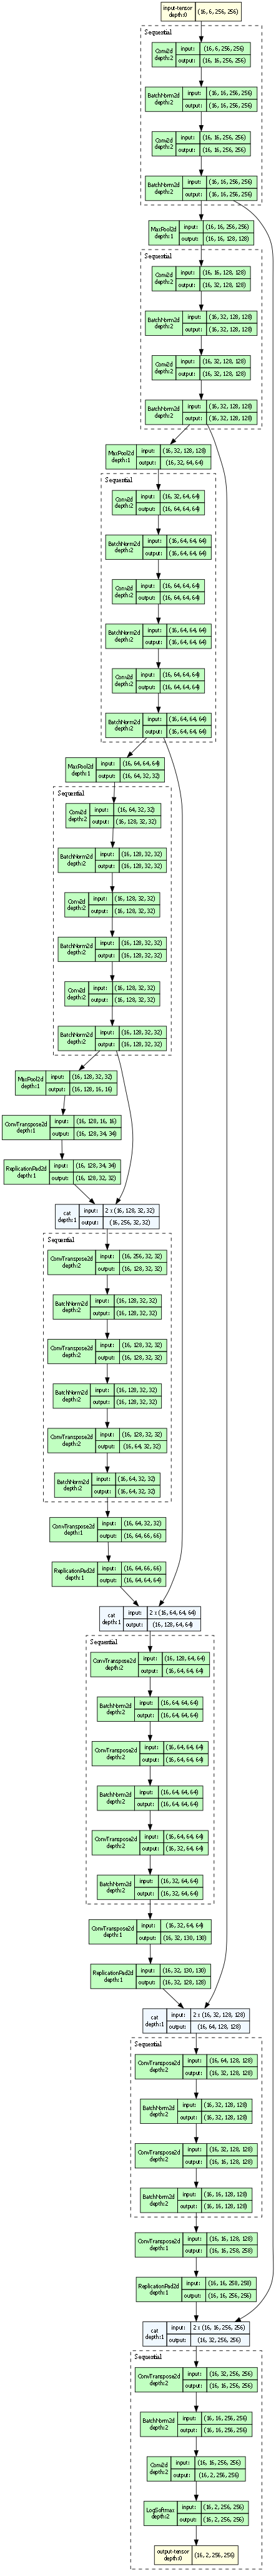 input-tensor
depth:0
(16, 6, 256, 256)
Sequential
Conv2d
depth:2
input:
(16, 6, 256, 256)
output:
(16, 16, 256, 256)
BatchNorm2d
depth:2
input:
(16, 16, 256, 256)
output:
(16, 16, 256, 256)
Conv2d
depth:2
input:
(16, 16, 256, 256)
output:
(16, 16, 256, 256)
BatchNorm2d
depth:2
input:
(16, 16, 256, 256)
output:
(16, 16, 256, 256)
MaxPool2d
depth:1
input:
(16, 16, 256, 256)
output:
(16, 16, 128, 128)
Sequential
Conv2d
depth:2
input:
(16, 16, 128, 128)
output:
(16, 32, 128, 128)
BatchNorm2d
depth:2
input:
(16, 32, 128, 128)
output:
(16, 32, 128, 128)
Conv2d
depth:2
input:
(16, 32, 128, 128)
output:
(16, 32, 128, 128)
BatchNorm2d
depth:2
input:
(16, 32, 128, 128)
output:
(16, 32, 128, 128)
MaxPool2d
depth:1
input:
(16, 32, 128, 128)
output:
(16, 32, 64, 64)
Sequential
Conv2d
depth:2
input:
(16, 32, 64, 64)
output:
(16, 64, 64, 64)
BatchNorm2d
depth:2
input:
(16, 64, 64, 64)
output:
(16, 64, 64, 64)
Conv2d
depth:2
input:
(16, 64, 64, 64)
output:
(16, 64, 64, 64)
BatchNorm2d
depth:2
input:
(16, 64, 64, 64)
output:
(16, 64, 64, 64)
Conv2d
depth:2
input:
(16, 64, 64, 64)
output:
(16, 64, 64, 64)
BatchNorm2d
depth:2
input:
(16, 64, 64, 64)
output:
(16, 64, 64, 64)
MaxPool2d
depth:1
input:
(16, 64, 64, 64)
output:
(16, 64, 32, 32)
Sequential
Conv2d
depth:2
input:
(16, 64, 32, 32)
output:
(16, 128, 32, 32)
BatchNorm2d
depth:2
input:
(16, 128, 32, 32)
output:
(16, 128, 32, 32)
Conv2d
depth:2
input:
(16, 128, 32, 32)
output:
(16, 128, 32, 32)
BatchNorm2d
depth:2
input:
(16, 128, 32, 32)
output:
(16, 128, 32, 32)
Conv2d
depth:2
input:
(16, 128, 32, 32)
output:
(16, 128, 32, 32)
BatchNorm2d
depth:2
input:
(16, 128, 32, 32)
output:
(16, 128, 32, 32)
MaxPool2d
depth:1
input:
(16, 128, 32, 32)
output:
(16, 128, 16, 16)
ConvTranspose2d
depth:1
input:
(16, 128, 16, 16)
output:
(16, 128, 34, 34)
ReplicationPad2d
depth:1
input:
(16, 128, 34, 34)
output:
(16, 128, 32, 32)
cat
depth:1
input:
2 x (16, 128, 32, 32)
output:
(16, 256, 32, 32)
Sequential
ConvTranspose2d
depth:2
input:
(16, 256, 32, 32)
output:
(16, 128, 32, 32)
BatchNorm2d
depth:2
input:
(16, 128, 32, 32)
output:
(16, 128, 32, 32)
ConvTranspose2d
depth:2
input:
(16, 128, 32, 32)
output:
(16, 128, 32, 32)
BatchNorm2d
depth:2
input:
(16, 128, 32, 32)
output:
(16, 128, 32, 32)
ConvTranspose2d
depth:2
input:
(16, 128, 32, 32)
output:
(16, 64, 32, 32)
BatchNorm2d
depth:2
input:
(16, 64, 32, 32)
output:
(16, 64, 32, 32)
ConvTranspose2d
depth:1
input:
(16, 64, 32, 32)
output:
(16, 64, 66, 66)
ReplicationPad2d
depth:1
input:
(16, 64, 66, 66)
output:
(16, 64, 64, 64)
cat
depth:1
input:
2 x (16, 64, 64, 64)
output:
(16, 128, 64, 64)
Sequential
ConvTranspose2d
depth:2
input:
(16, 128, 64, 64)
output:
(16, 64, 64, 64)
BatchNorm2d
depth:2
input:
(16, 64, 64, 64)
output:
(16, 64, 64, 64)
ConvTranspose2d
depth:2
input:
(16, 64, 64, 64)
output:
(16, 64, 64, 64)
BatchNorm2d
depth:2
input:
(16, 64, 64, 64)
output:
(16, 64, 64, 64)
ConvTranspose2d
depth:2
input:
(16, 64, 64, 64)
output:
(16, 32, 64, 64)
BatchNorm2d
depth:2
input:
(16, 32, 64, 64)
output:
(16, 32, 64, 64)
ConvTranspose2d
depth:1
input:
(16, 32, 64, 64)
output:
(16, 32, 130, 130)
ReplicationPad2d
depth:1
input:
(16, 32, 130, 130)
output:
(16, 32, 128, 128)
cat
depth:1
input:
2 x (16, 32, 128, 128)
output:
(16, 64, 128, 128)
Sequential
ConvTranspose2d
depth:2
input:
(16, 64, 128, 128)
output:
(16, 32, 128, 128)
BatchNorm2d
depth:2
input:
(16, 32, 128, 128)
output:
(16, 32, 128, 128)
ConvTranspose2d
depth:2
input:
(16, 32, 128, 128)
output:
(16, 16, 128, 128)
BatchNorm2d
depth:2
input:
(16, 16, 128, 128)
output:
(16, 16, 128, 128)
ConvTranspose2d
depth:1
input:
(16, 16, 128, 128)
output:
(16, 16, 258, 258)
ReplicationPad2d
depth:1
input:
(16, 16, 258, 258)
output:
(16, 16, 256, 256)
cat
depth:1
input:
2 x (16, 16, 256, 256)
output:
(16, 32, 256, 256)
Sequential
ConvTranspose2d
depth:2
input:
(16, 32, 256, 256)
output:
(16, 16, 256, 256)
BatchNorm2d
depth:2
input:
(16, 16, 256, 256)
output:
(16, 16, 256, 256)
Conv2d
depth:2
input:
(16, 16, 256, 256)
output:
(16, 2, 256, 256)
LogSoftmax
depth:2
input:
(16, 2, 256, 256)
output:
(16, 2, 256, 256)
output-tensor
depth:0
(16, 2, 256, 256)